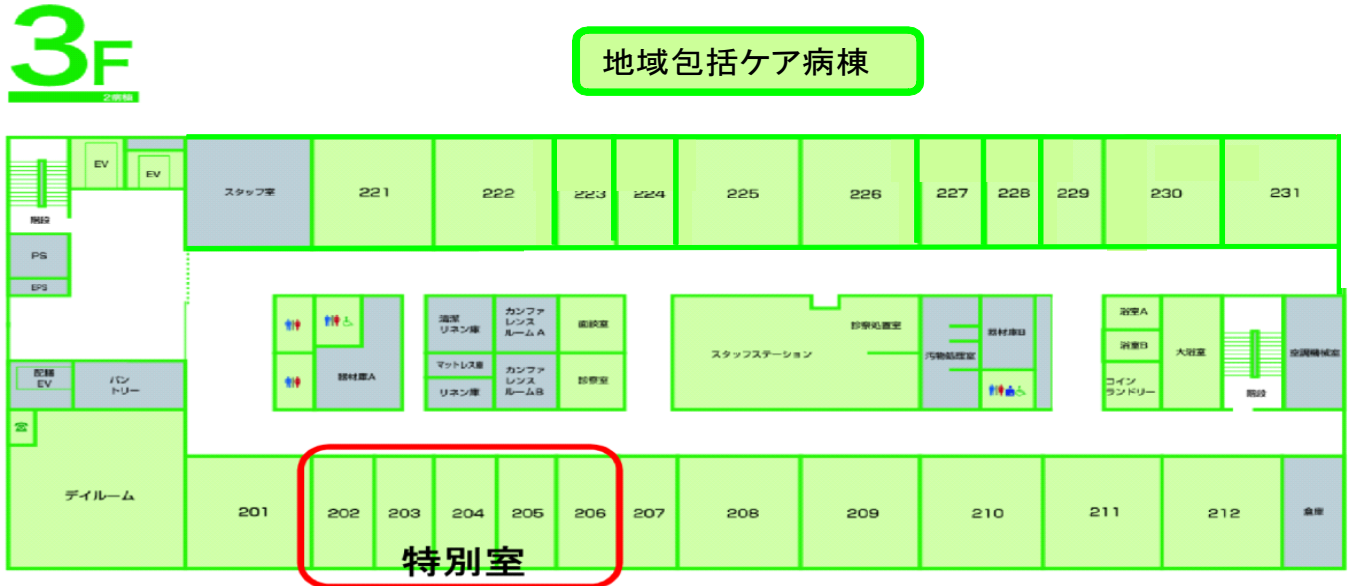 3F
2病棟
地域包括ケア病棟
EV
EV
スタッフ室
221
222
223
224
225
226
227
228
229
230
231
階段
PS
EPS
器材庫A
清潔
リネン庫
マットレス庫
リネン庫
カンファ
レンス
ルームA
カンファ
レンス
ルームB
面談室
診察室
スタッフステーション
診察処置室
汚物処理室
器材庫B
浴室A
浴室B
コイン
ランドリー
大浴室
階段
空調機械室
配膳
EV
パン
トリー
デイルーム
201
202
203
204
205
206
207
208
209
210
211
212
倉庫
特別室